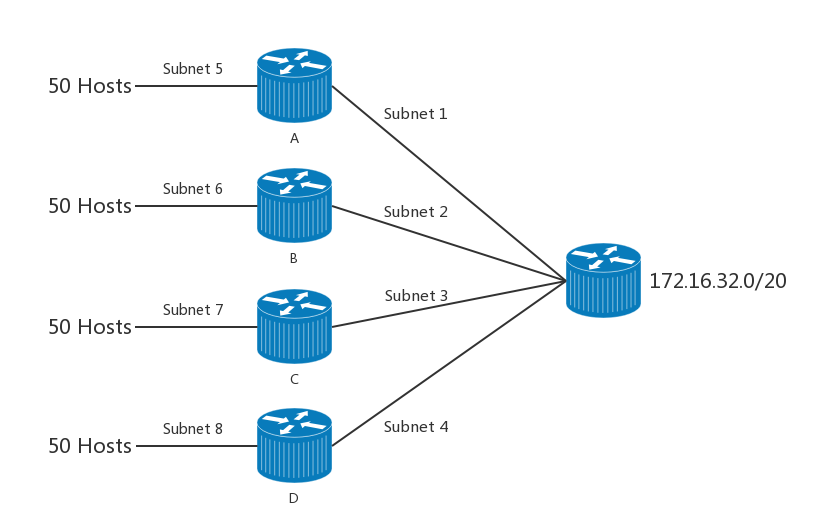 50 Hosts
Subnet 5
A
Subnet 1
50 Hosts
Subnet 6
B
Subnet 2
172.16.32.0/20
50 Hosts
Subnet 7
C
Subnet 3
50 Hosts
Subnet 8
D
Subnet 4